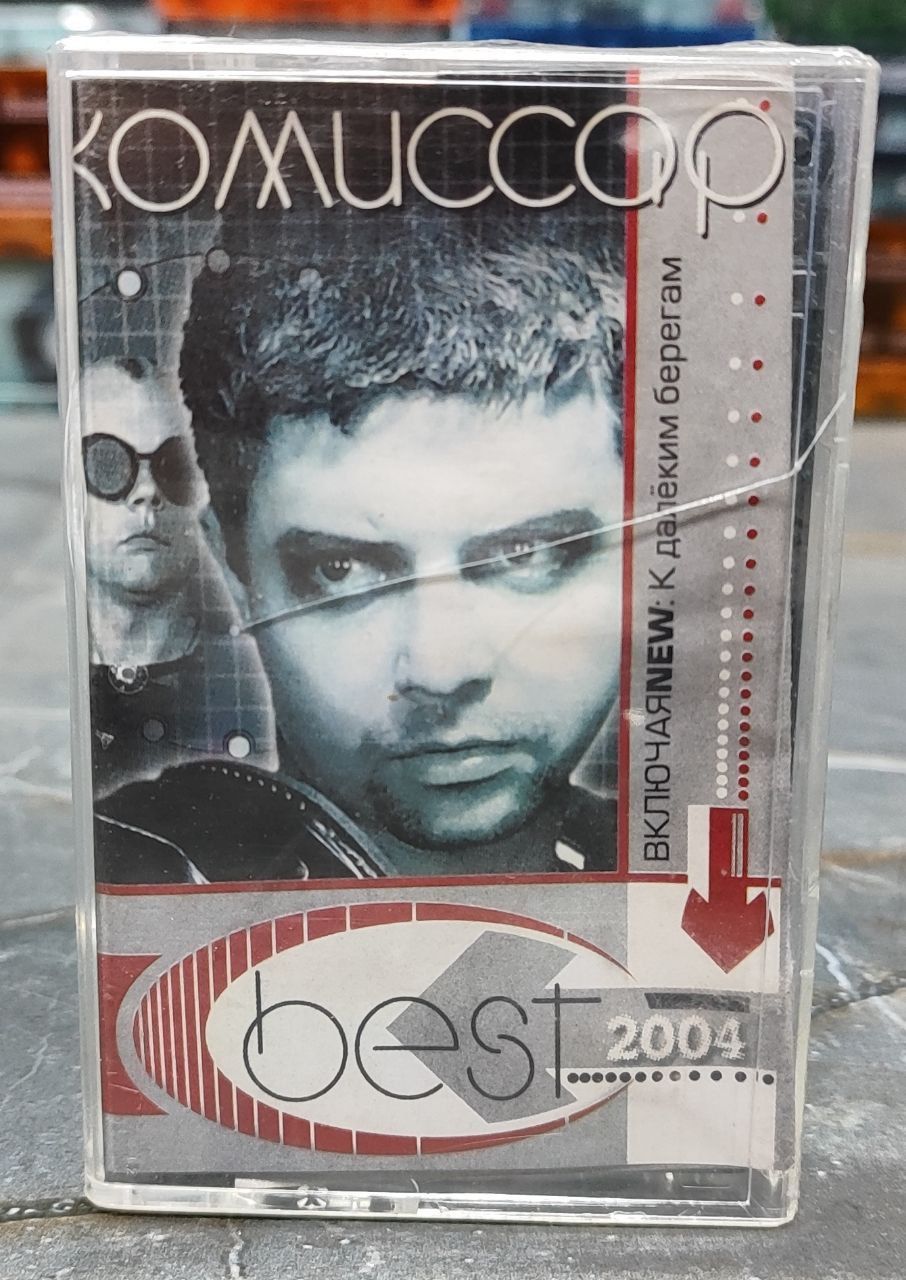 комиссар
ВКЛЮЧАЯNEW: К далёким берегам
best
2004